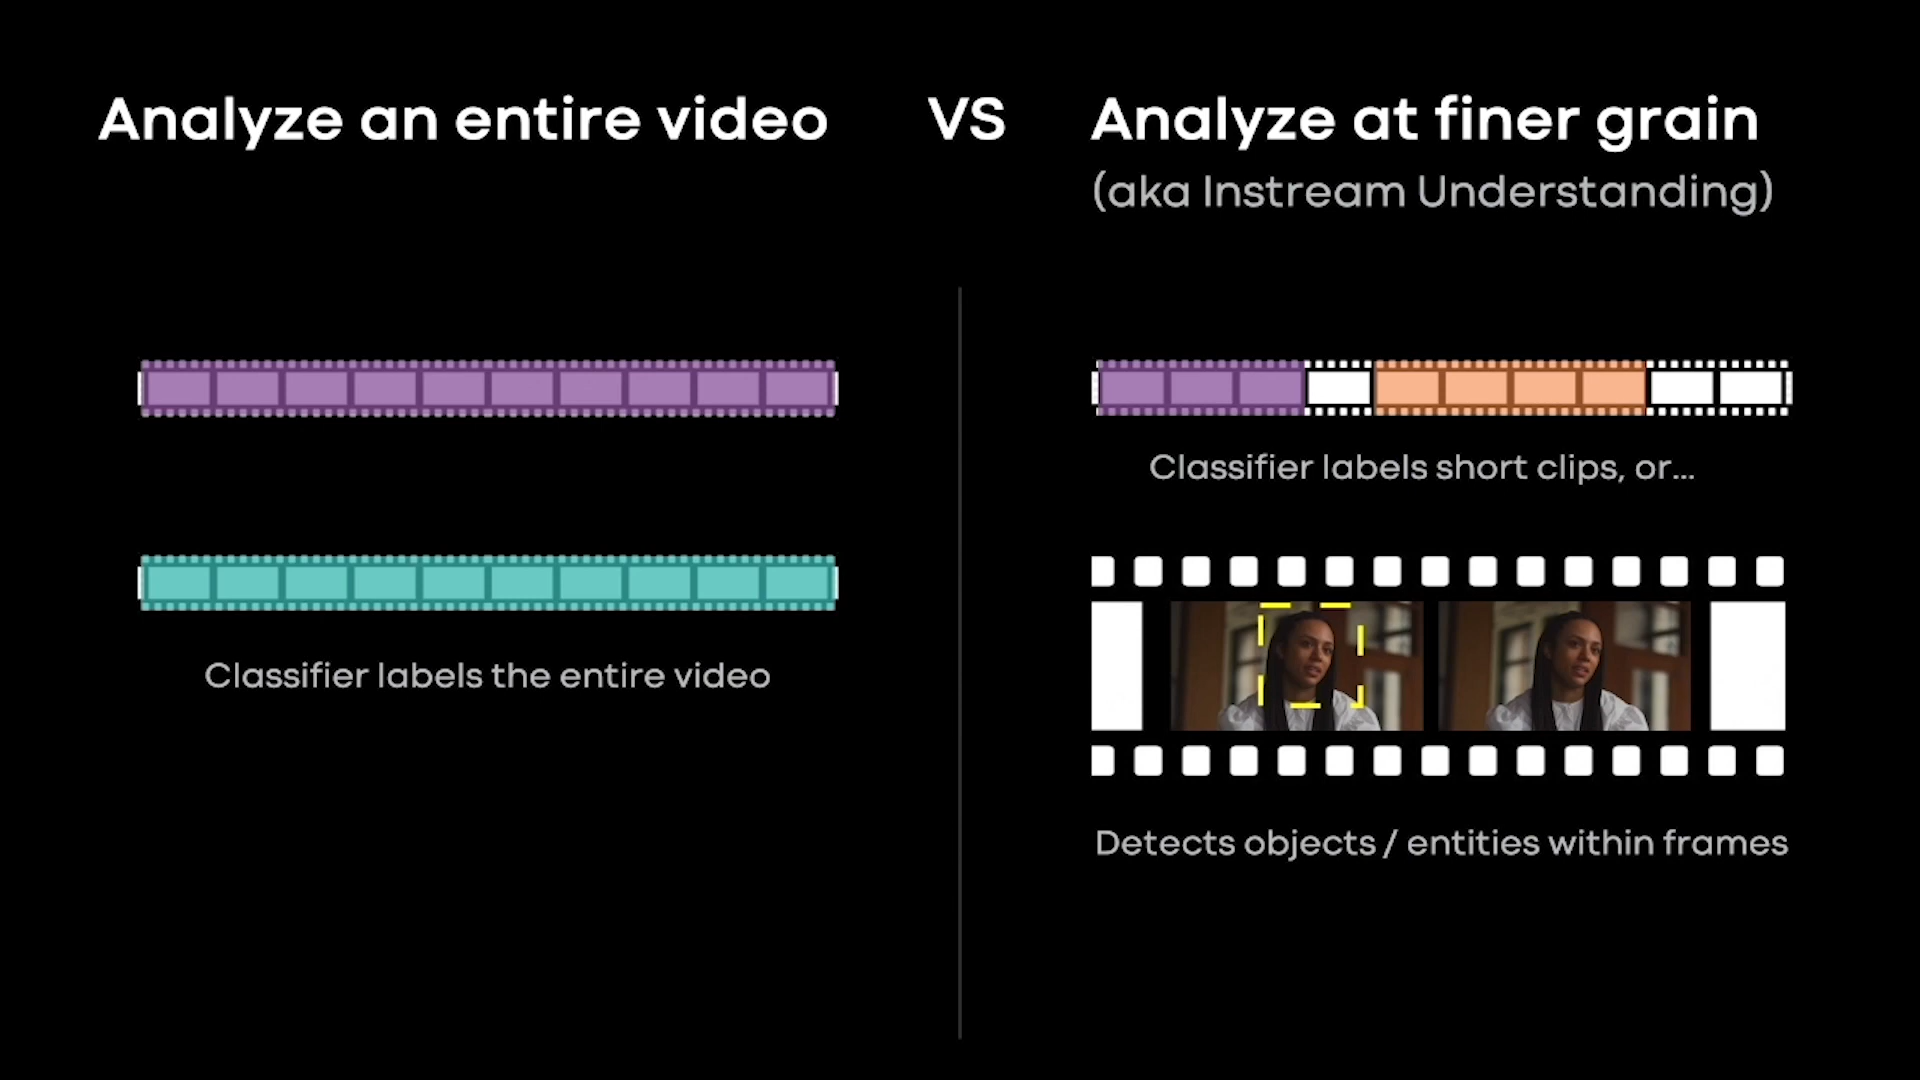 Analyze an entire video
VS
Analyze at finer grain
(aka Instream Understanding)
Classifier labels the entire video
Classifier labels short clips, or...
Detects objects / entities within frames